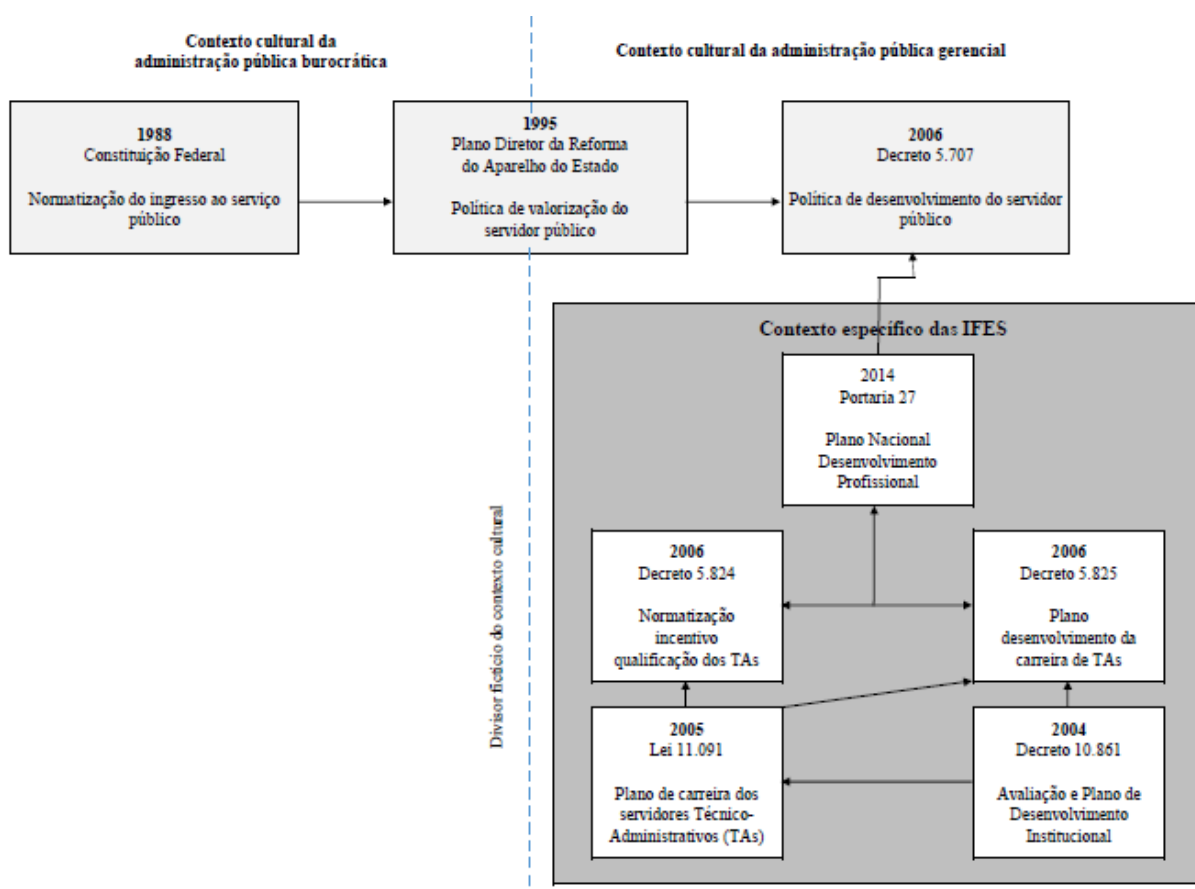 Contexto cultural da
administração pública burocrática
Contexto cultural da administração pública gerencial
1988
Constituição Federal
Normatização do ingresso ao serviço
público
1995
Plano Diretor da Reforma
do Aparelho do Estado
Política de valorização do
servidor público
2006
Decreto 5.707
Política de desenvolvimento do servidor
público
Contexto específico das IFES
2014
Portaria 27
Plano Nacional
Desenvolvimento
Profissional
Divisor fictício do contexto cultural
2006
Decreto 5.824
Normatização
incentivo
qualificação dos TAs
2006
Decreto 5.825
Plano
desenvolvimento da
carreira de TAs
2005
Lei 11.091
Plano de carreira dos
servidores Técnico-
Administrativos (TAs)
2004
Decreto 10.861
Avaliação e Plano de
Desenvolvimento
Institucional